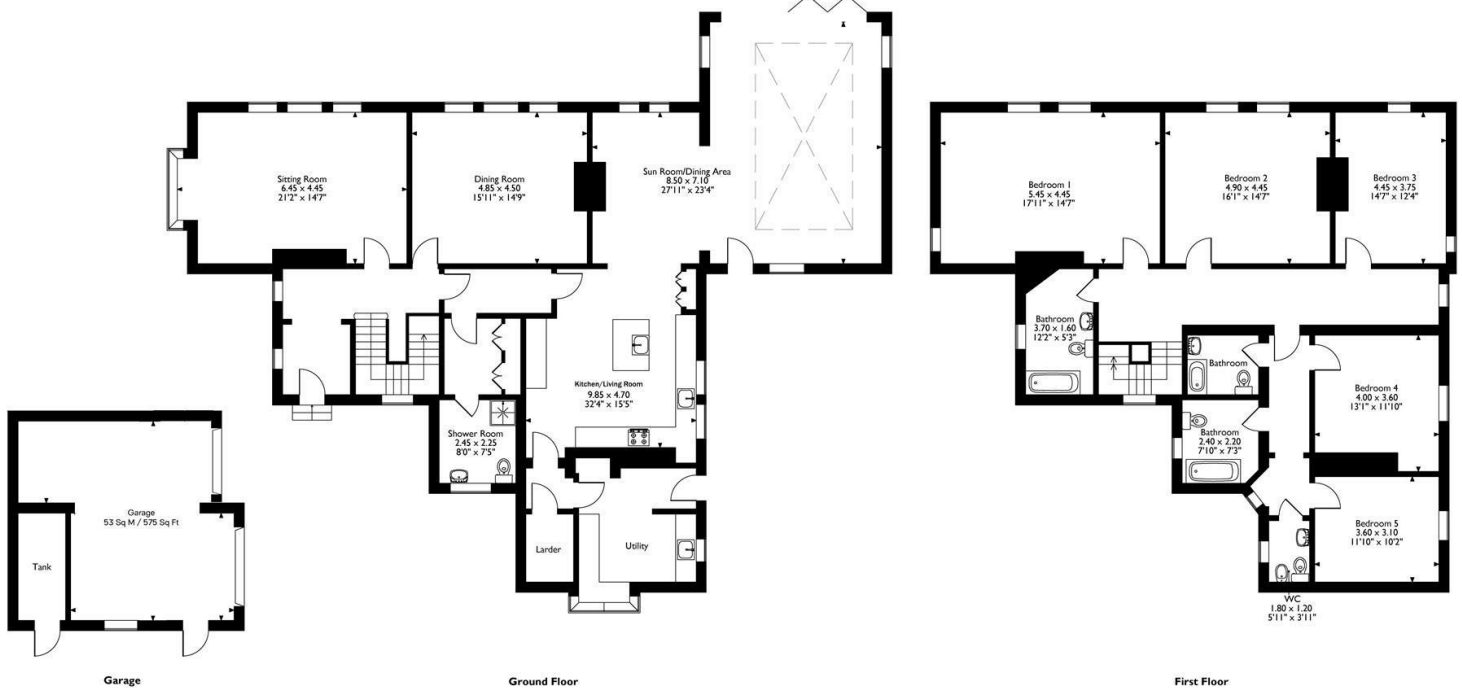 Sitting Room
6.45 x 4.45
21'2" x 14'7"
Dining Room
4.85 x 4.50
15'11" x 14'9"
Sun Room/Dining Area
8.50 x 7.10
27'11" x 23'4"
Kitchen/Living Room
9.85 x 4.70
32'4" x 15'5"
Shower Room
2.45 x 2.25
8'0" x 7'5"
Larder
Utility
Garage
53 Sq M / 575 Sq Ft
Tank
Bedroom 1
5.45 x 4.45
17'11" x 14'7"
Bedroom 2
4.90 x 4.45
16'1" x 14'7"
Bedroom 3
4.45 x 3.75
14'7" x 12'4"
Bathroom
3.70 x 1.60
12'2" x 5'3"
Bathroom
Bathroom
2.40 x 2.20
7'10" x 7'3"
Bedroom 4
4.00 x 3.60
13'1" x 11'10"
Bedroom 5
3.60 x 3.10
11'10" x 10'2"
WC
1.80 x 1.20
5'11" x 3'11"
Garage
Ground Floor
First Floor